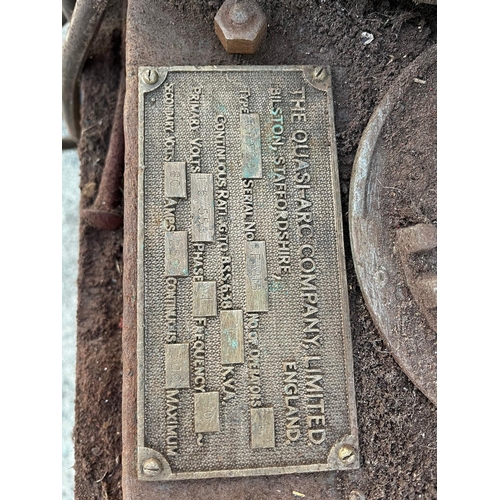 THE QUASI-ARC COMPANY, LIMITED.
BILSTON, STAFFORDSHIRE, ENGLAND.
TYPE SERIAL NO. NO. OF OPERATORS
CONTINUOUS RATING TO B.S.S. 638 K.V.A.
PRIMARY VOLTS PHASE FREQUENCY ~
SECONDARY VOLTS AMPS CONTINUOUS MAXIMUM